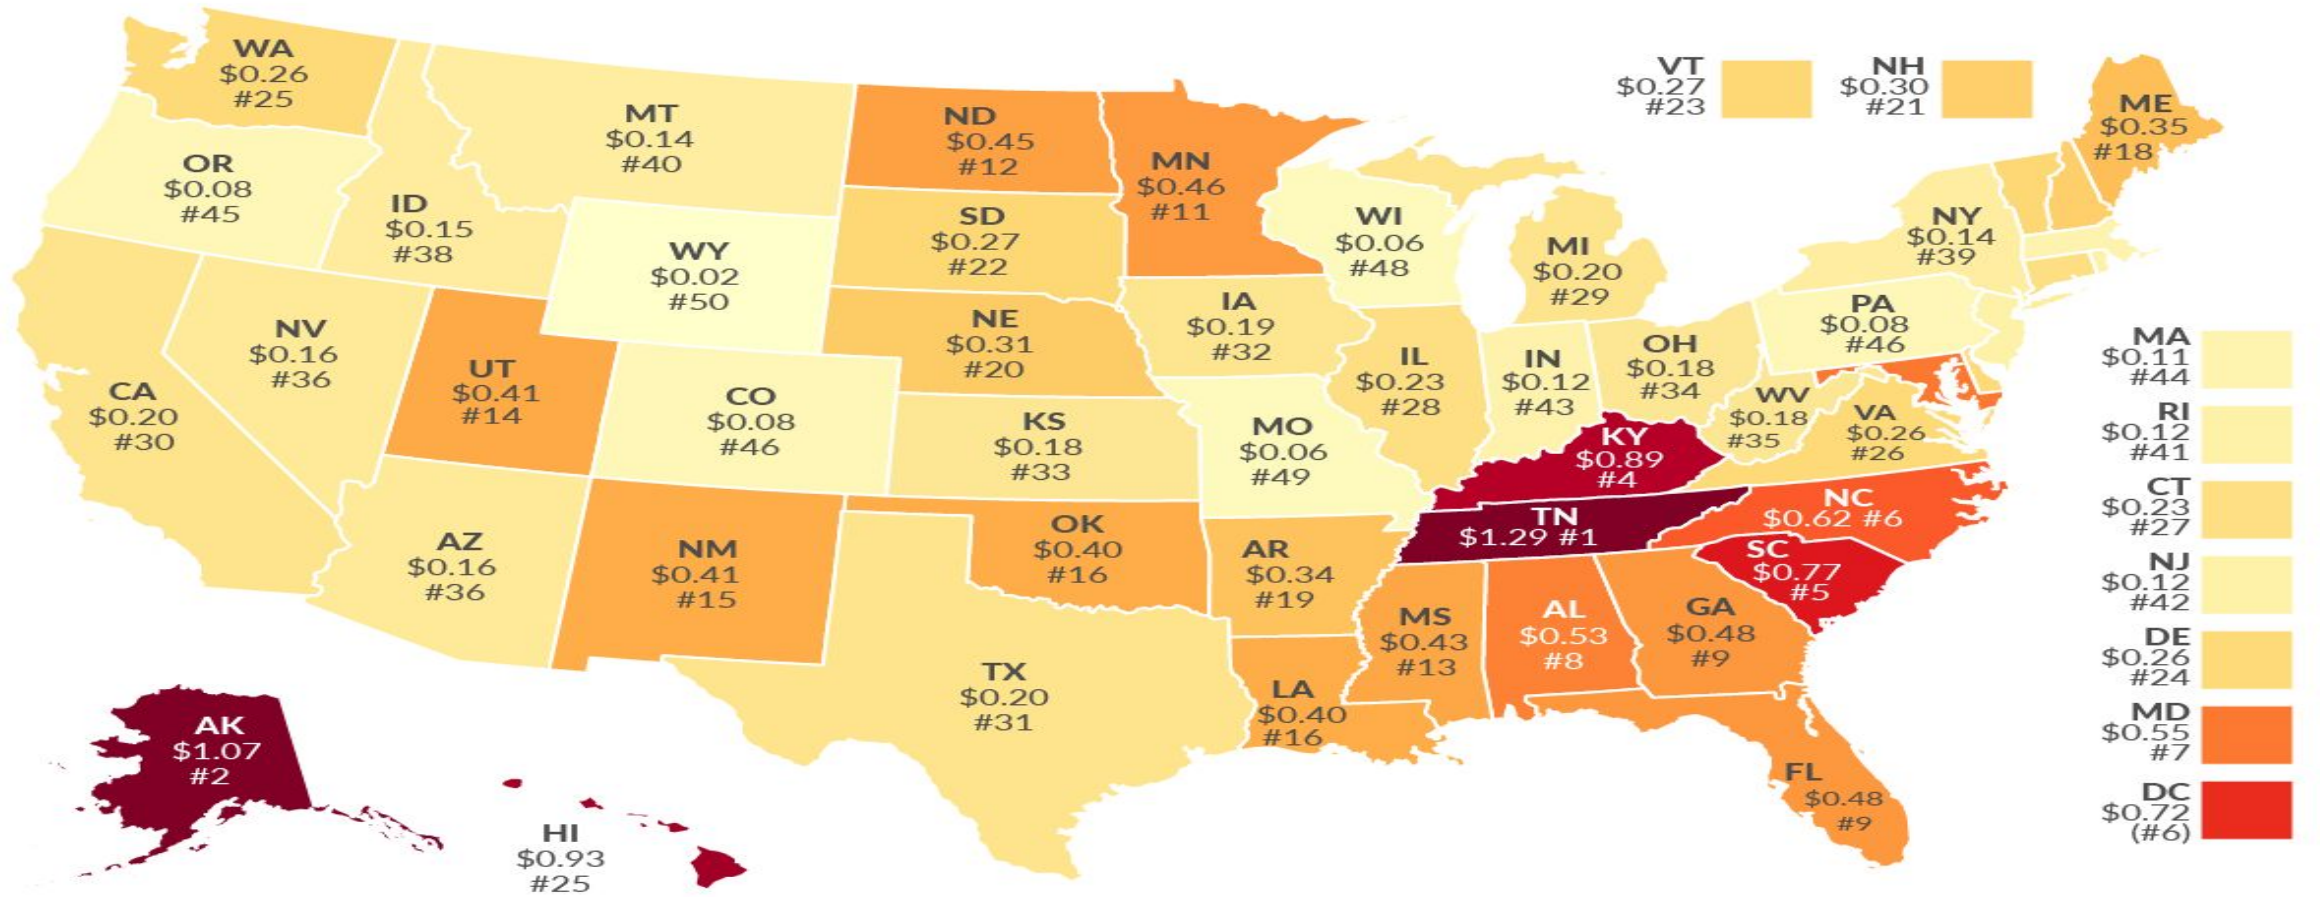 WA
$0.26
#25
OR
$0.08
#45
CA
$0.20
#30
NV
$0.16
#36
ID
$0.15
#38
MT
$0.14
#40
WY
$0.02
#50
UT
$0.41
#14
CO
$0.08
#46
AZ
$0.16
#36
NM
$0.41
#15
ND
$0.45
#12
SD
$0.27
#22
NE
$0.31
#20
KS
$0.18
#33
OK
$0.40
#16
TX
$0.20
#31
MN
$0.46
#11
IA
$0.19
#32
MO
$0.06
#49
AR
$0.34
#19
LA
$0.40
#16
WI
$0.06
#48
IL
$0.23
#28
MI
$0.20
#29
IN
$0.12
#43
OH
$0.18
#34
KY
$0.89
#4
TN
$1.29 #1
MS
$0.43
#13
AL
$0.53
#8
GA
$0.48
#9
FL
$0.48
#9
SC
$0.77
#5
NC
$0.62 #6
WV
$0.18
#35
VA
$0.26
#26
PA
$0.08
#46
NY
$0.14
#39
VT
$0.27
#23
NH
$0.30
#21
ME
$0.35
#18
MA
$0.11
#44
RI
$0.12
#41
CT
$0.23
#27
NJ
$0.12
#42
DE
$0.26
#24
MD
$0.55
#7
DC
$0.72
(#6)
AK
$1.07
#2
HI
$0.93
#25